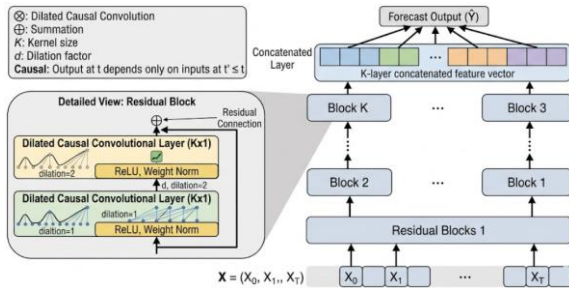 ⊗: Dilated Causal Convolution
⊕: Summation
K: Kernel size
d: Dilation factor
Causal: Output at t depends only on inputs at t' ≤ t
Forecast Output (Ŷ)
Concatenated
Layer
...
K-layer concatenated feature vector
Detailed View: Residual Block
Residual
Connection
Dilated Causal Convolutional Layer (Kx1)
dilation=2
ReLU, Weight Norm
d, dilation=2
Dilated Causal Convolutional Layer (Kx1)
dilation=1
dilation=1
ReLU, Weight Norm
Block K
...
Block 3
Block 2
...
Block 1
Residual Blocks 1
X = (X₀, X₁,, X_T)
X₀
X₁
...
X_T